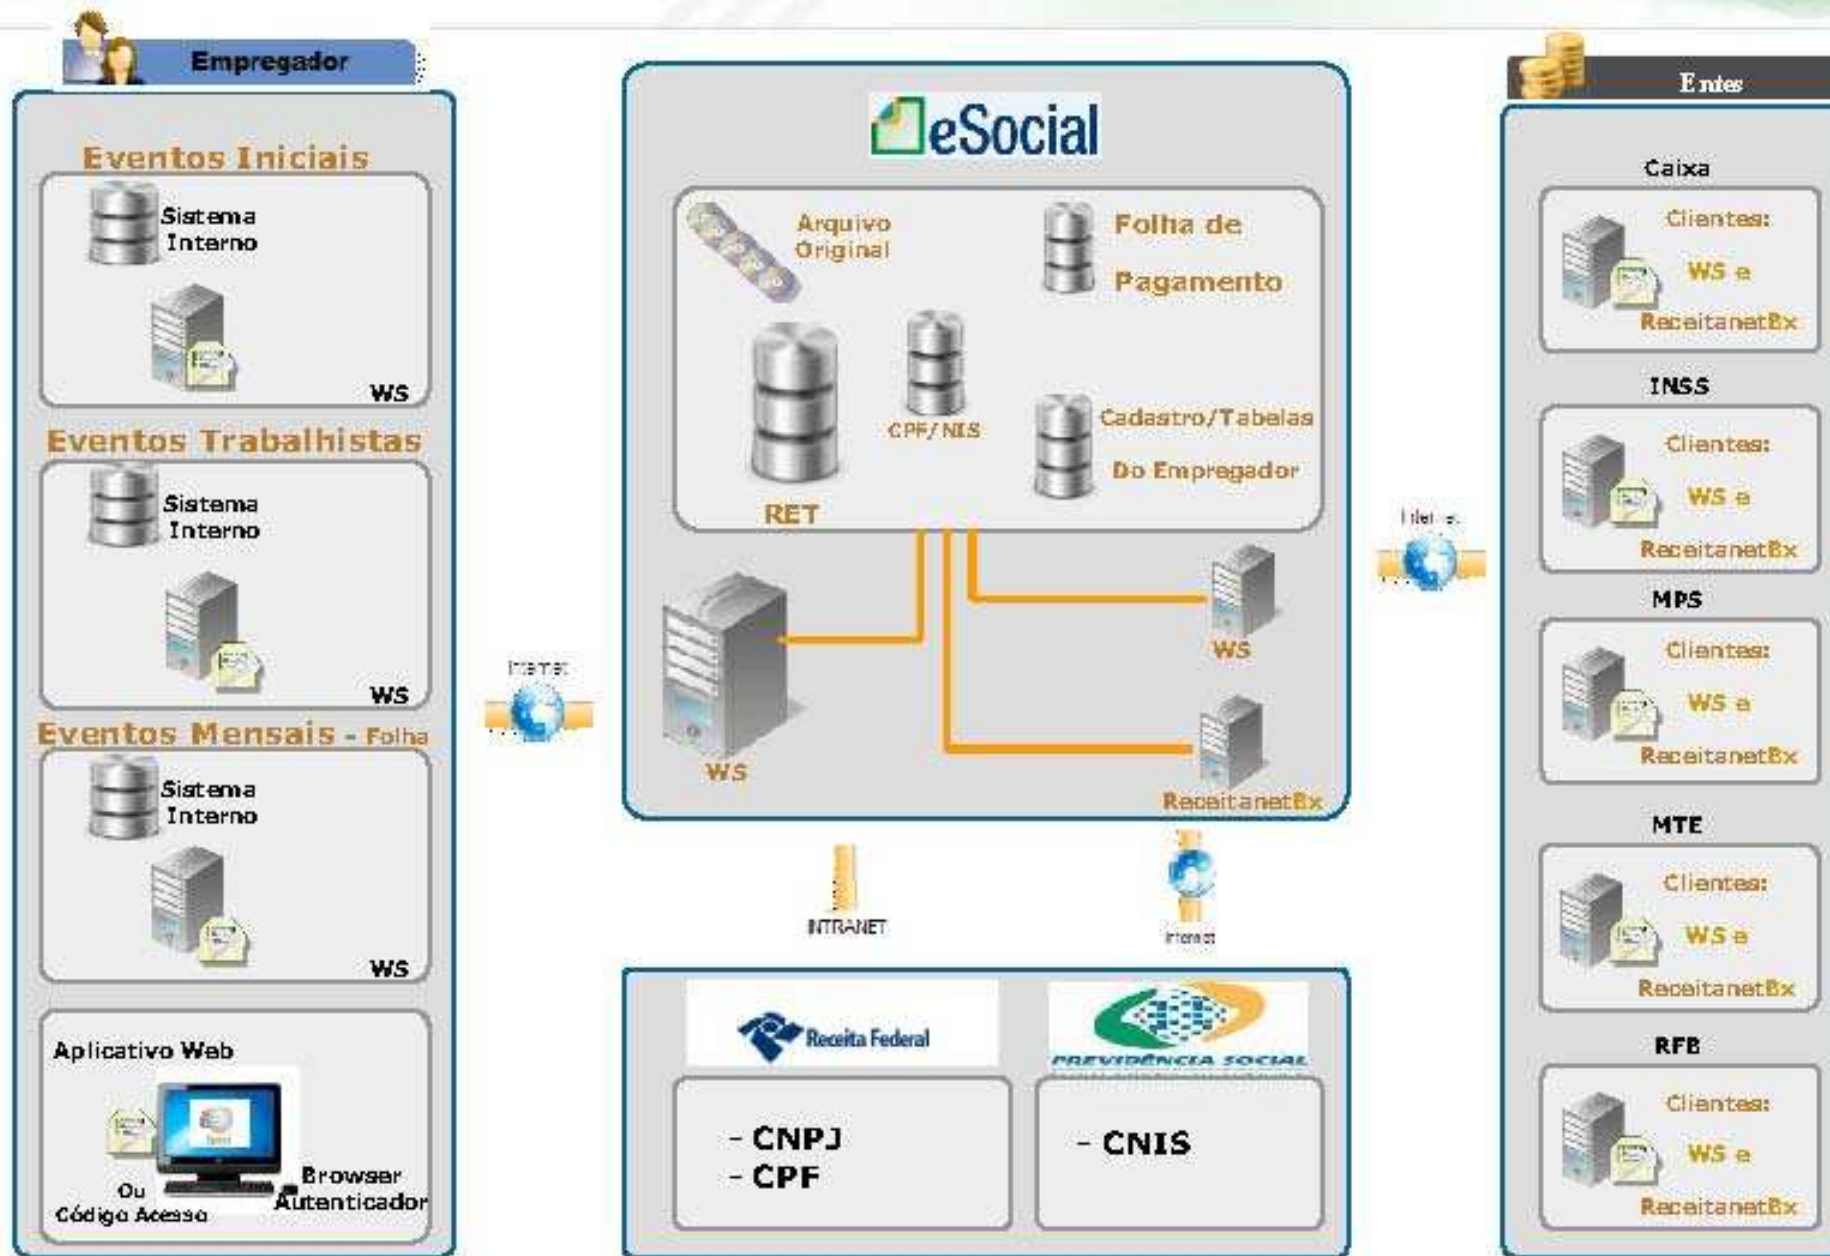 Empregador
Eventos Iniciais
Sistema
Interno
WS
Eventos Trabalhistas
Sistema
Interno
WS
Eventos Mensais - Folha
Sistema
Interno
WS
Aplicativo Web
Ou
Código Acesso
Browser
Autenticador
Internet
eSocial
Arquivo
Original
Folha de
Pagamento
RET
CPF/NIS
Cadastro/Tabelas
Do Empregador
WS
WS
ReceitanetBx
INTRANET
Internet
Receita Federal
- CNPJ
- CPF
PREVIDÊNCIA SOCIAL
- CNIS
Internet
Entes
Caixa
Clientes:
WS e
ReceitanetBx
INSS
Clientes:
WS e
ReceitanetBx
MPS
Clientes:
WS e
ReceitanetBx
MTE
Clientes:
WS e
ReceitanetBx
RFB
Clientes:
WS e
ReceitanetBx